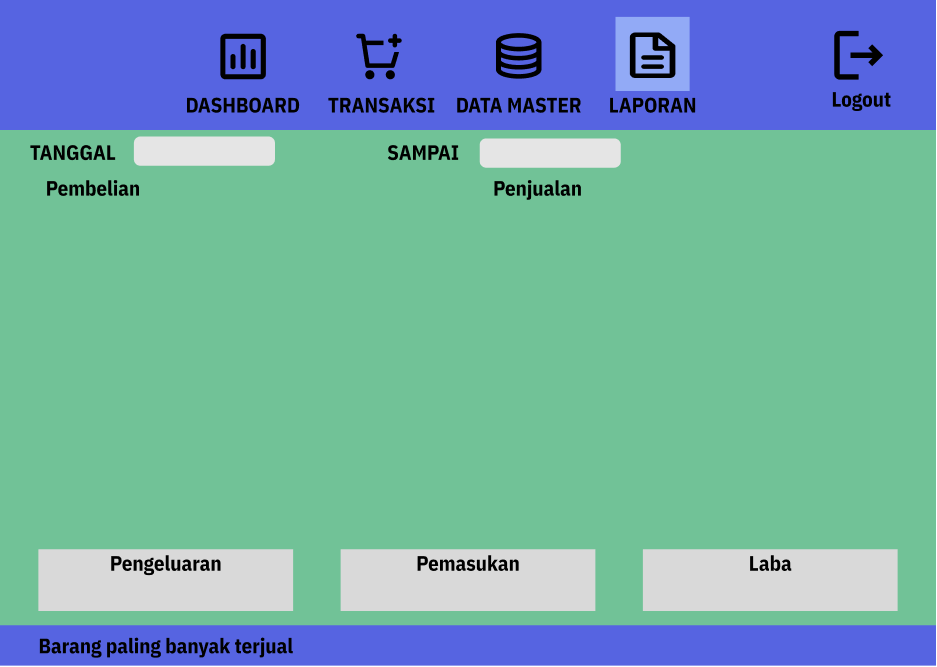 DASHBOARD TRANSAKSI DATA MASTER LAPORAN Logout
TANGGAL SAMPAI
Pembelian Penjualan
Pengeluaran Pemasukan Laba
Barang paling banyak terjual